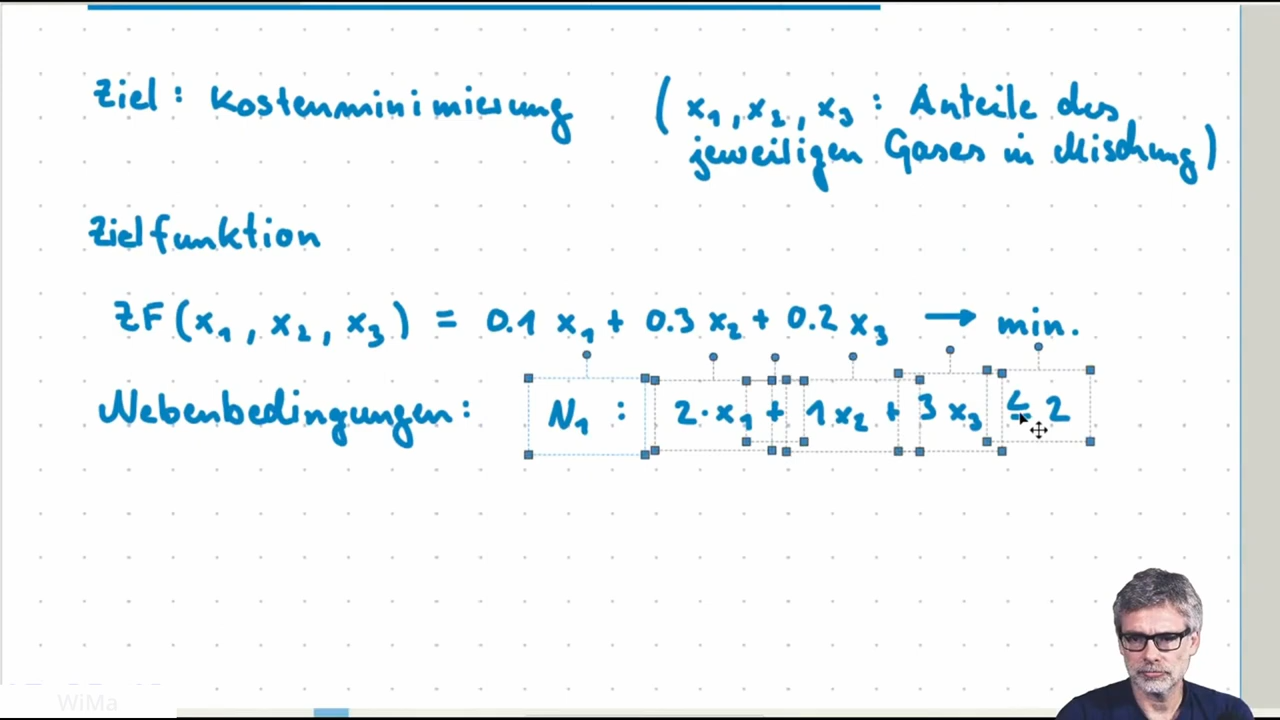 Ziel : Kostenminimierung ( x₁, x₂, x₃ : Anteile des
jeweiligen Gases in Mischung )
Zielfunktion
ZF ( x₁ , x₂ , x₃ ) = 0.1 x₁ + 0.3 x₂ + 0.2 x₃ → min.
Nebenbedingungen : N₁ : 2 · x₁ + 1 x₂ + 3 x₃ ≤ 2
WiMa